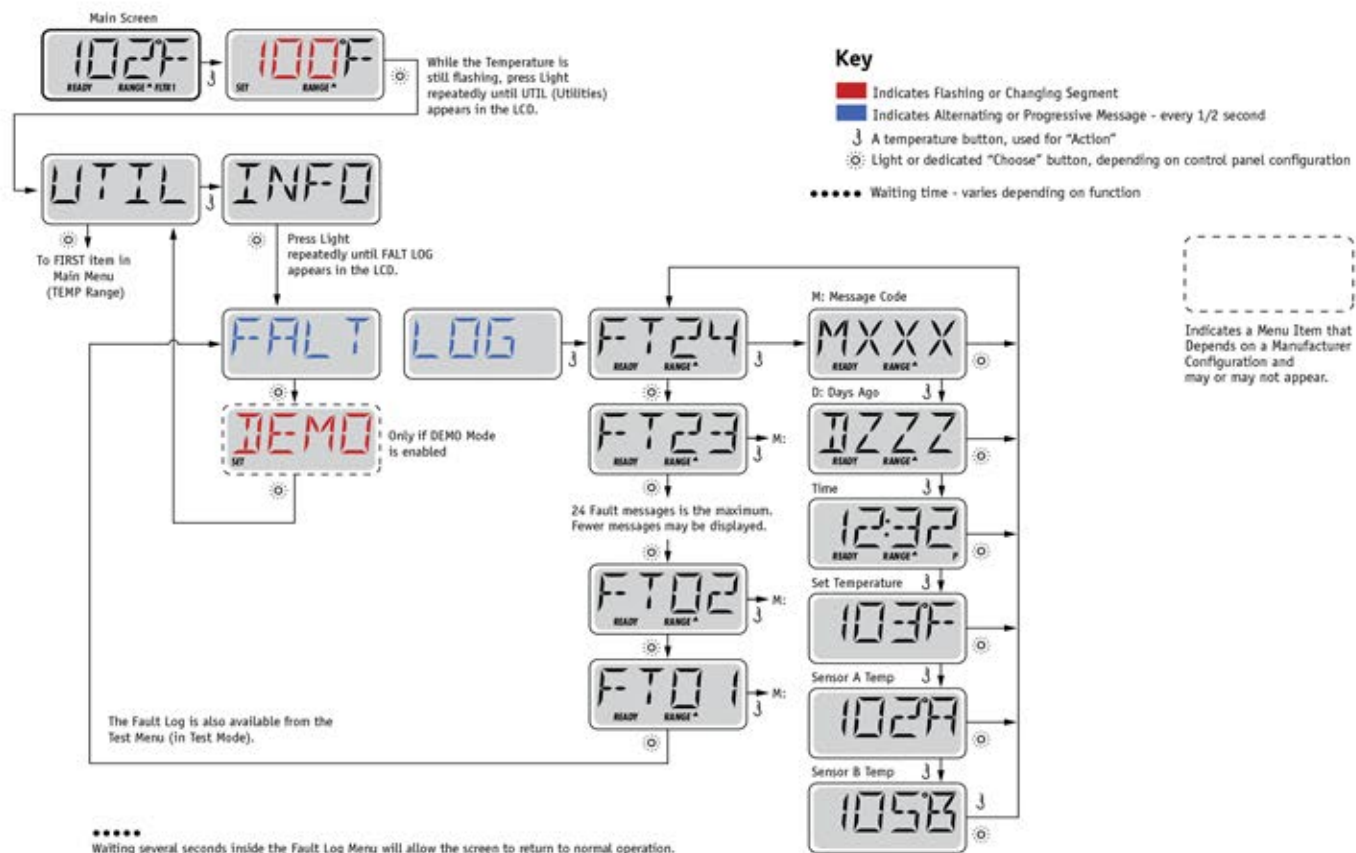 Main Screen
102°F
READY RANGE FLTR1
100°F
SET RANGE
While the Temperature is
still flashing, press Light
repeatedly until UTIL (Utilities)
appears in the LCD.
Key
Indicates Flashing or Changing Segment
Indicates Alternating or Progressive Message - every 1/2 second
A temperature button, used for "Action"
Light or dedicated "Choose" button, depending on control panel configuration
Waiting time - varies depending on function
UTIL
INFO
To FIRST item in
Main Menu
(TEMP Range)
Press Light
repeatedly until FALT LOG
appears in the LCD.
Indicates a Menu Item that
Depends on a Manufacturer
Configuration and
may or may not appear.
FALT
LOG
FT24
READY RANGE
M: Message Code
MXXX
READY RANGE
DEMO
SET
Only if DEMO Mode
is enabled
FT23
READY RANGE
M:
D: Days Ago
DZZZ
READY RANGE
24 Fault messages is the maximum.
Fewer messages may be displayed.
Time
12:32
READY RANGE P
FT02
READY RANGE
M:
Set Temperature
103°F
FT01
READY RANGE
M:
Sensor A Temp
102°A
Sensor B Temp
105°B
The Fault Log is also available from the
Test Menu (in Test Mode).
Waiting several seconds inside the Fault Log Menu will allow the screen to return to normal operation.